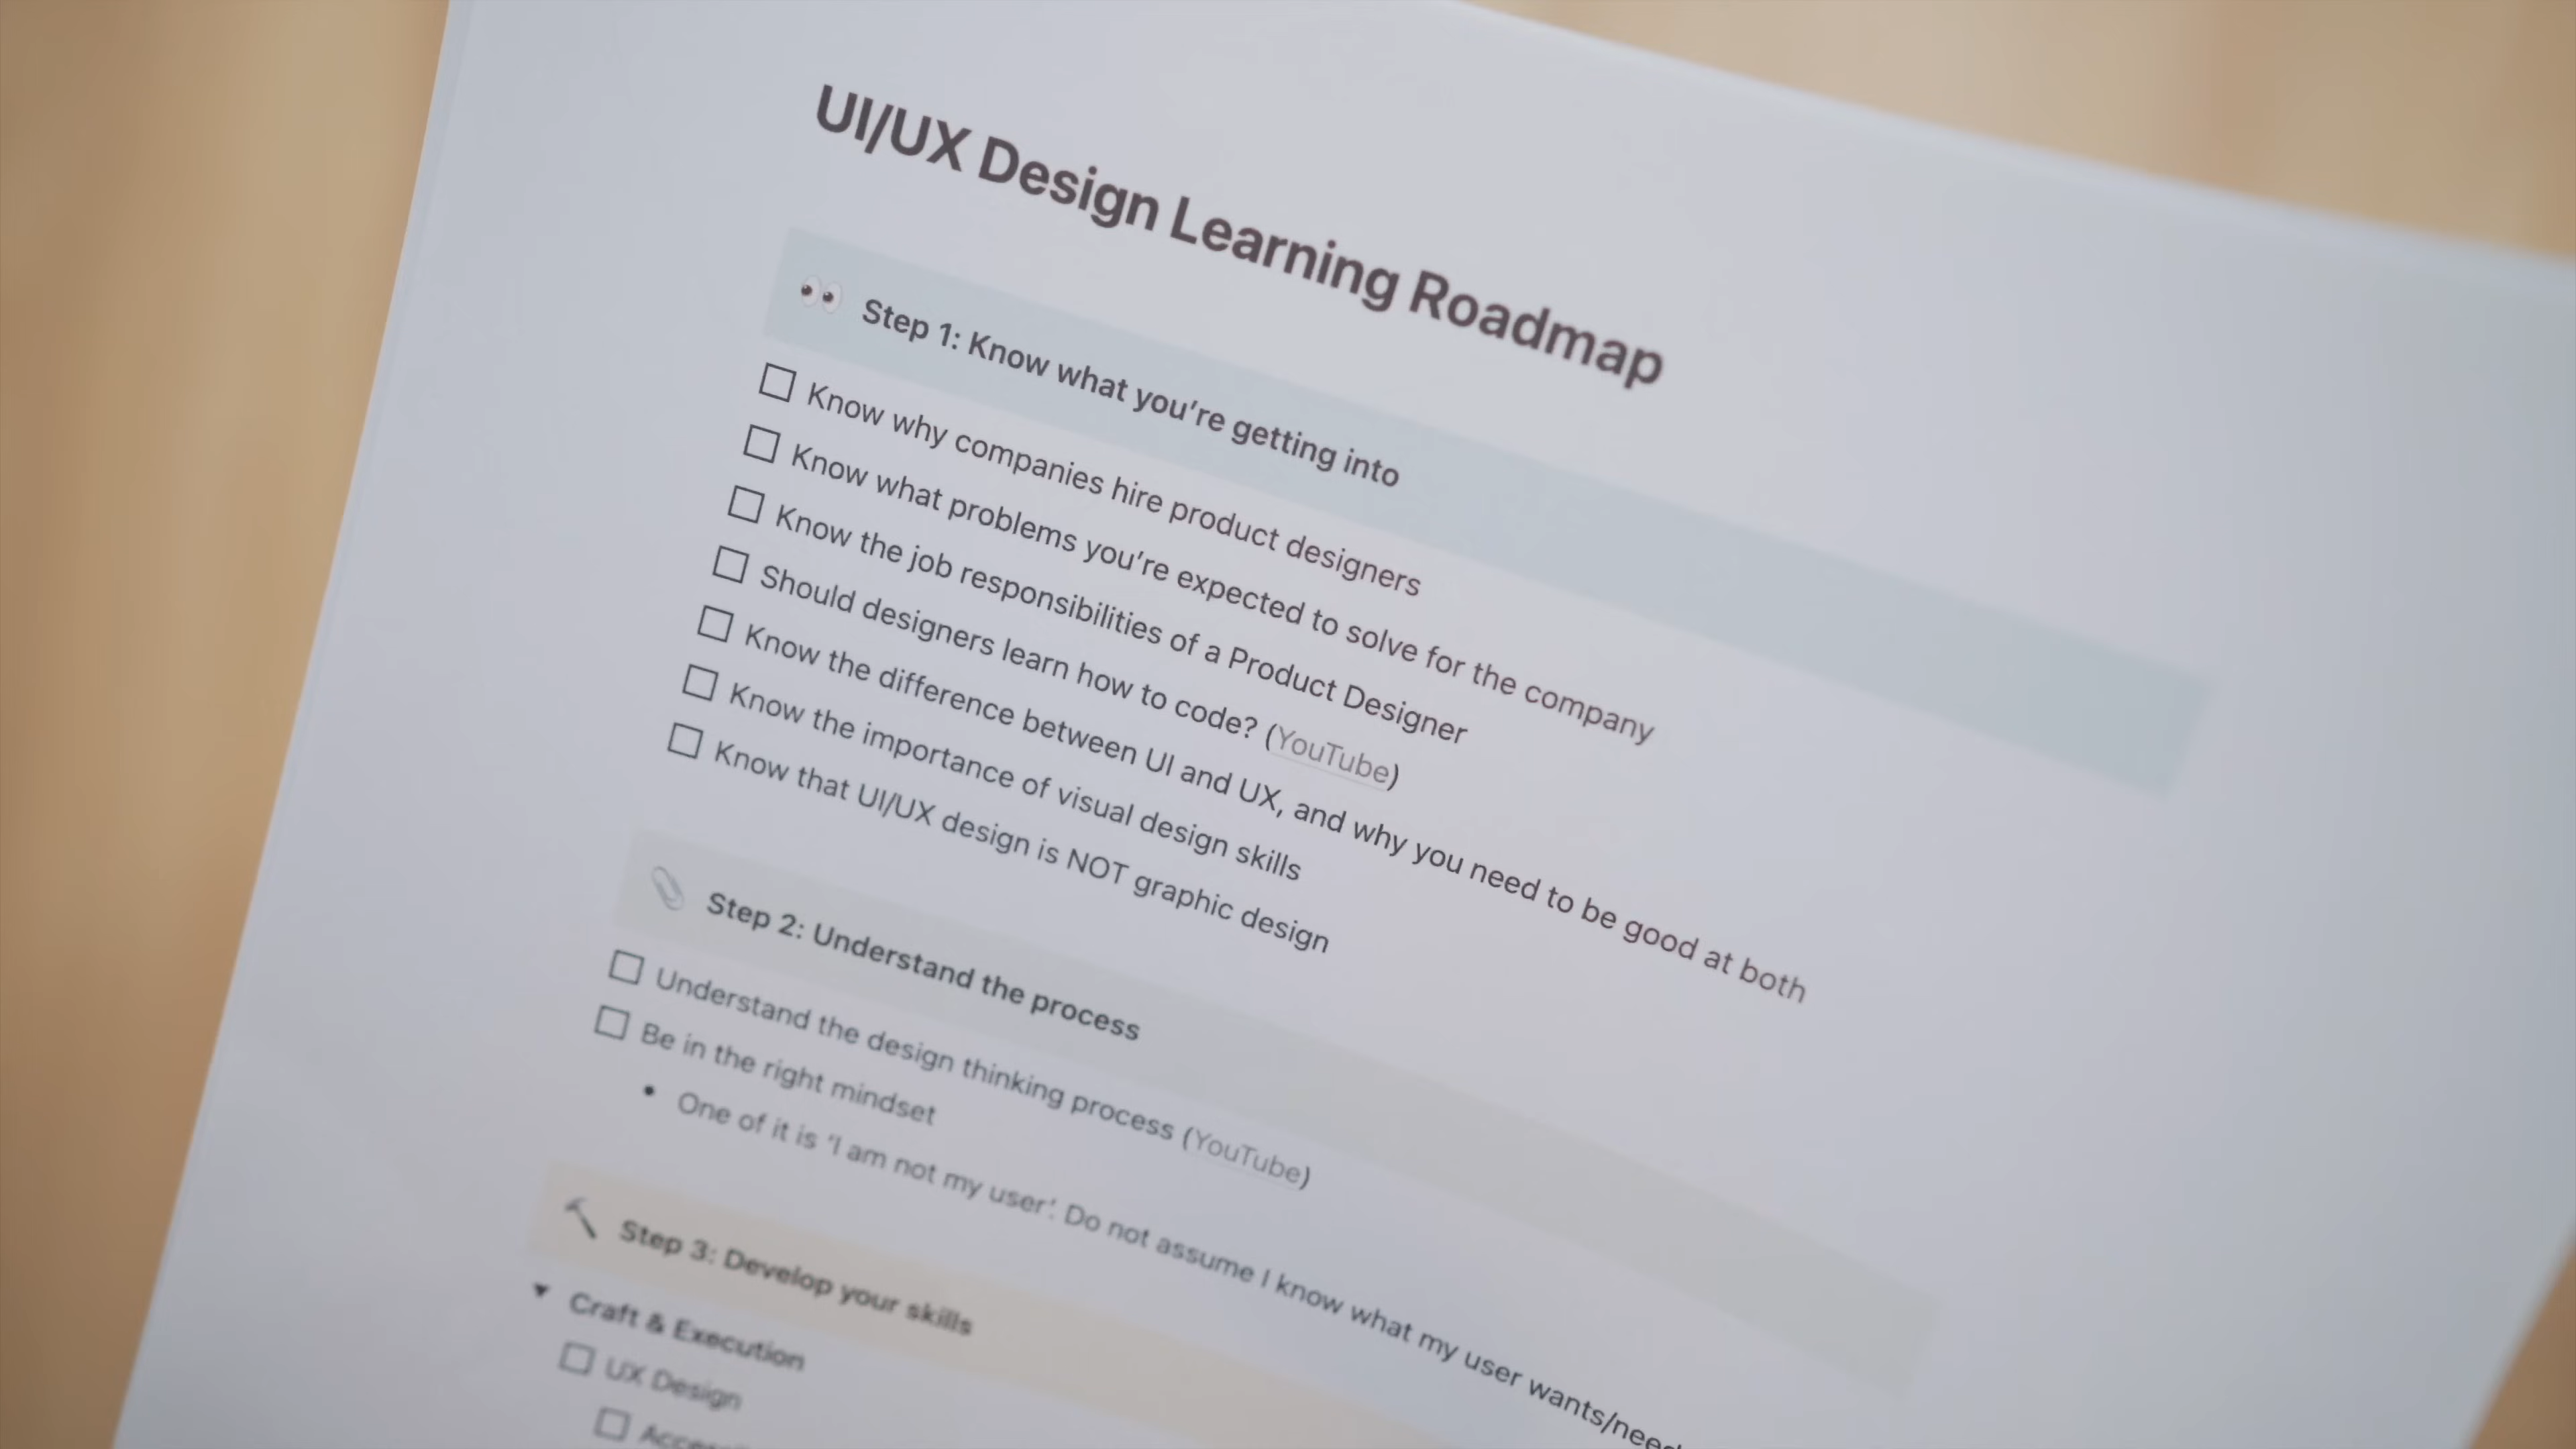 UI/UX Design Learning Roadmap
Step 1: Know what you're getting into
Know why companies hire product designers
Know what problems you're expected to solve for the company
Know the job responsibilities of a Product Designer
Should designers learn how to code? (YouTube)
Know the difference between UI and UX, and why you need to be good at both
Know the importance of visual design skills
Know that UI/UX design is NOT graphic design
Step 2: Understand the process
Understand the design thinking process (YouTube)
Be in the right mindset
• One of it is 'I am not my user'. Do not assume I know what my user wants/need
Step 3: Develop your skills
Craft & Execution
UX Design